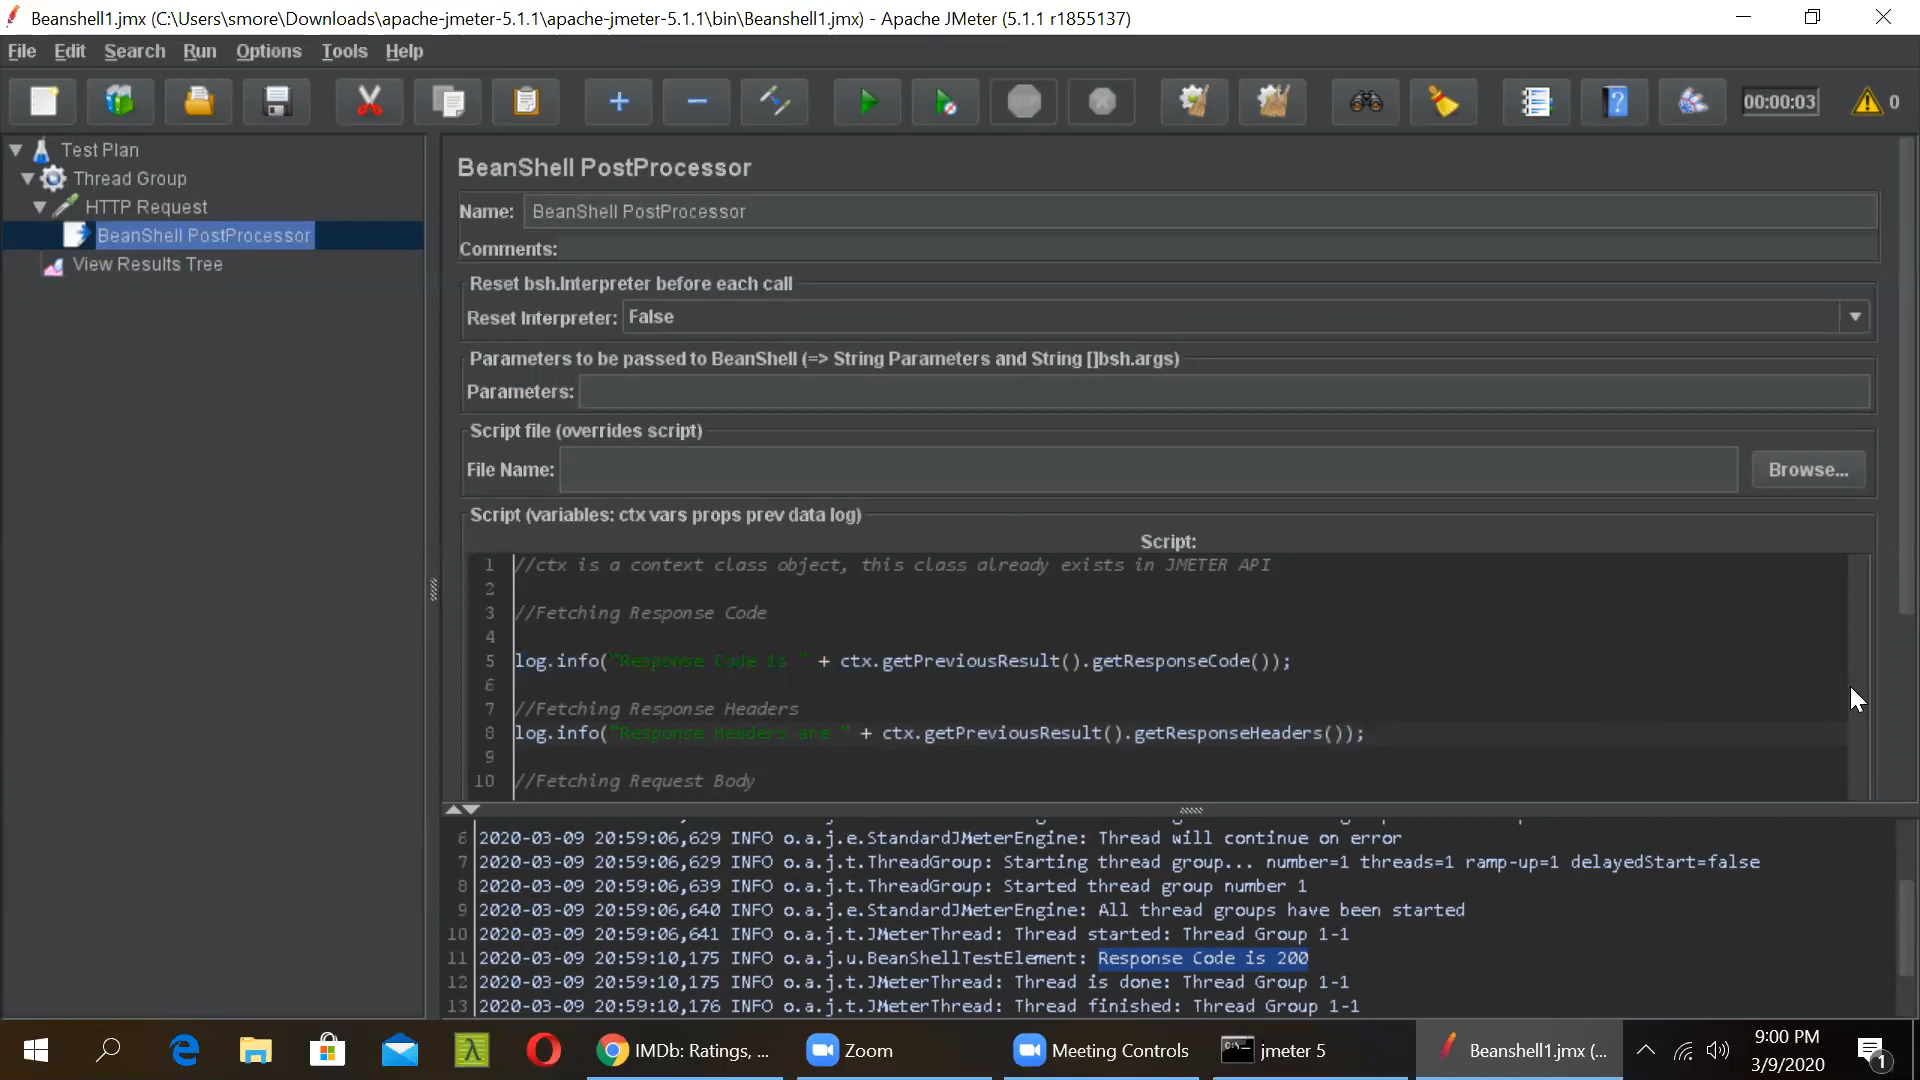 Beanshell1.jmx (C:\Users\smore\Downloads\apache-jmeter-5.1.1\apache-jmeter-5.1.1\bin\Beanshell1.jmx) - Apache JMeter (5.1.1 r1855137)
File Edit Search Run Options Tools Help
00:00:03 0
Test Plan
Thread Group
HTTP Request
BeanShell PostProcessor
View Results Tree
BeanShell PostProcessor
Name: BeanShell PostProcessor
Comments:
Reset bsh.Interpreter before each call
Reset Interpreter: False
Parameters to be passed to BeanShell (=> String Parameters and String []bsh.args)
Parameters:
Script file (overrides script)
File Name: Browse...
Script (variables: ctx vars props prev data log)
Script:
1 //ctx is a context class object, this class already exists in JMETER API
2
3 //Fetching Response Code
4
5 log.info("Response Code is " + ctx.getPreviousResult().getResponseCode());
6
7 //Fetching Response Headers
8 log.info("Response Headers are " + ctx.getPreviousResult().getResponseHeaders());
9
10 //Fetching Request Body
6 2020-03-09 20:59:06,629 INFO o.a.j.e.StandardJMeterEngine: Thread will continue on error
7 2020-03-09 20:59:06,629 INFO o.a.j.t.ThreadGroup: Starting thread group... number=1 threads=1 ramp-up=1 delayedStart=false
8 2020-03-09 20:59:06,639 INFO o.a.j.t.ThreadGroup: Started thread group number 1
9 2020-03-09 20:59:06,640 INFO o.a.j.e.StandardJMeterEngine: All thread groups have been started
10 2020-03-09 20:59:06,641 INFO o.a.j.t.JMeterThread: Thread started: Thread Group 1-1
11 2020-03-09 20:59:10,175 INFO o.a.j.u.BeanShellTestElement: Response Code is 200
12 2020-03-09 20:59:10,175 INFO o.a.j.t.JMeterThread: Thread is done: Thread Group 1-1
13 2020-03-09 20:59:10,176 INFO o.a.j.t.JMeterThread: Thread finished: Thread Group 1-1
IMDb: Ratings, ... Zoom Meeting Controls jmeter 5 Beanshell1.jmx (... 9:00 PM
3/9/2020 1